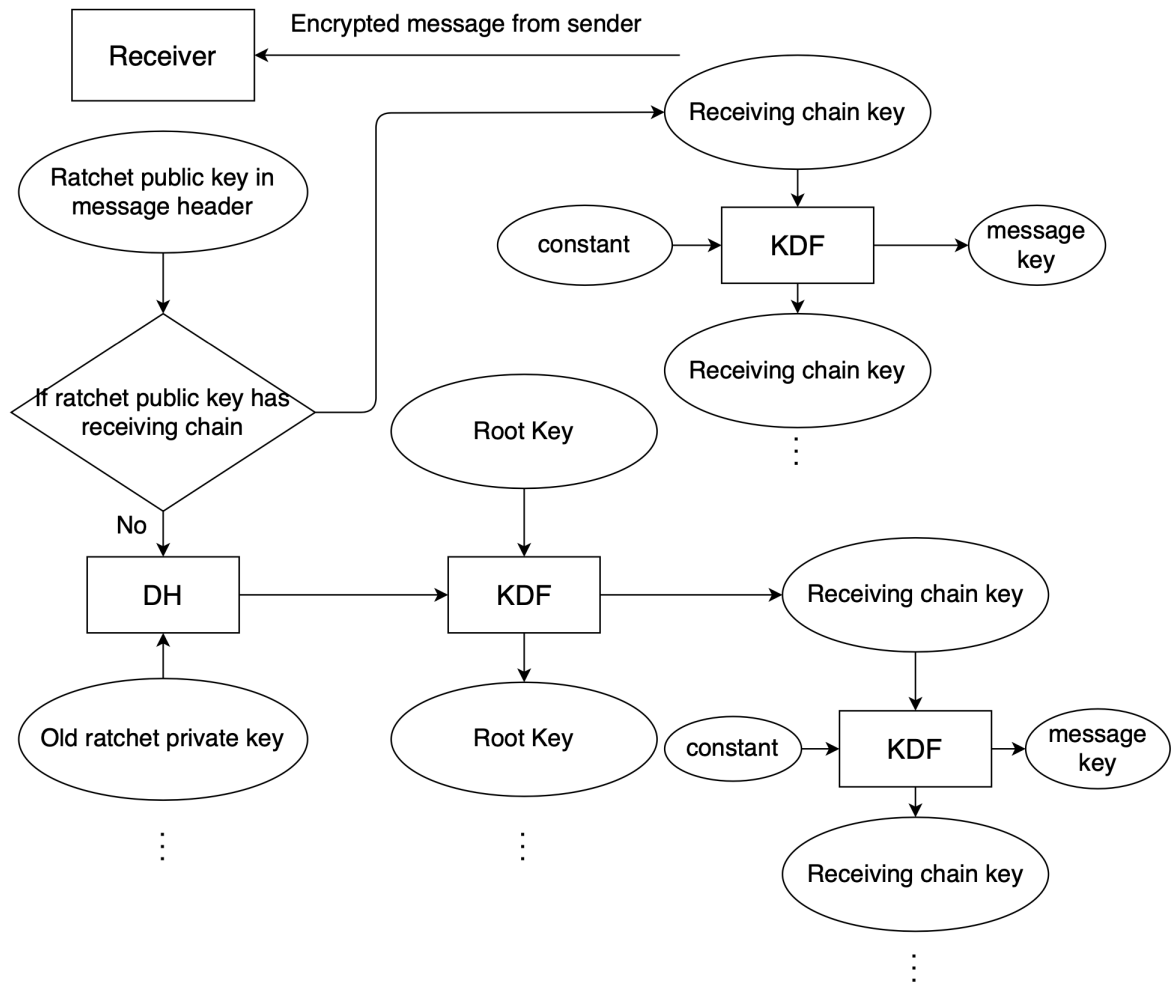 Encrypted message from sender
Receiver
Receiving chain key
Ratchet public key in
message header
constant
KDF
message
key
Receiving chain key
If ratchet public key has
receiving chain
Root Key
No
DH
KDF
Receiving chain key
Old ratchet private key
Root Key
constant
KDF
message
key
Receiving chain key